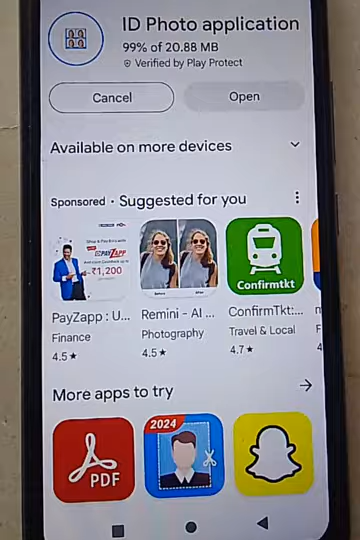 ID Photo application
99% of 20.88 MB
Verified by Play Protect
Cancel
Open
Available on more devices
Sponsored · Suggested for you
PAYZAPP
₹1,200
Before
After
Confirmtkt
PayZapp : U...
Finance
4.5★
Remini - AI ...
Photography
4.5★
ConfirmTkt:...
Travel & Local
4.7★
More apps to try
PDF
2024